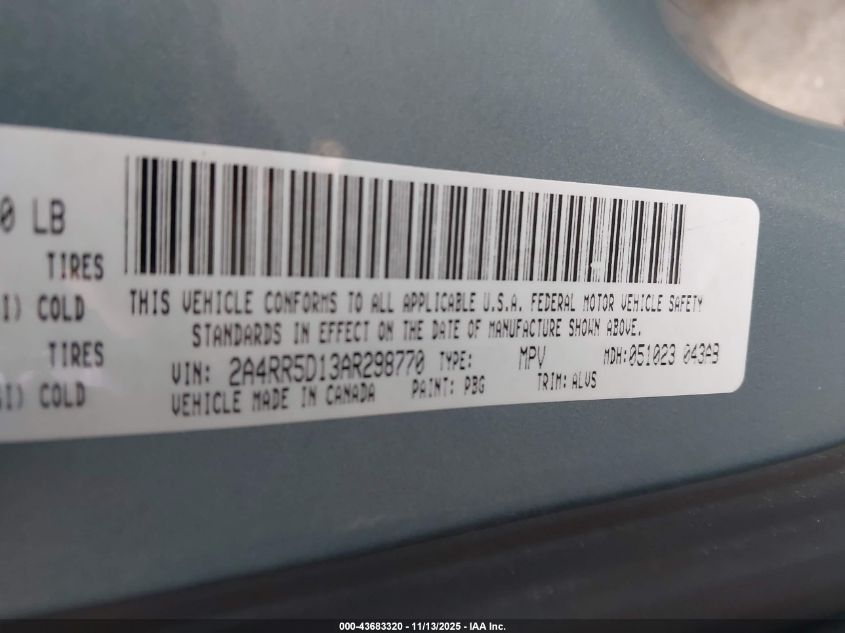 0 LB
TIRES
I) COLD
TIRES
SI) COLD
THIS VEHICLE CONFORMS TO ALL APPLICABLE U.S.A. FEDERAL MOTOR VEHICLE SAFETY
STANDARDS IN EFFECT ON THE DATE OF MANUFACTURE SHOWN ABOVE.
VIN: 2A4RR5D13AR298770 TYPE: MPV MDH: 051023 043AB
VEHICLE MADE IN CANADA PAINT: PBG TRIM: ALVS
000-43683320 - 11/13/2025 - IAA Inc.